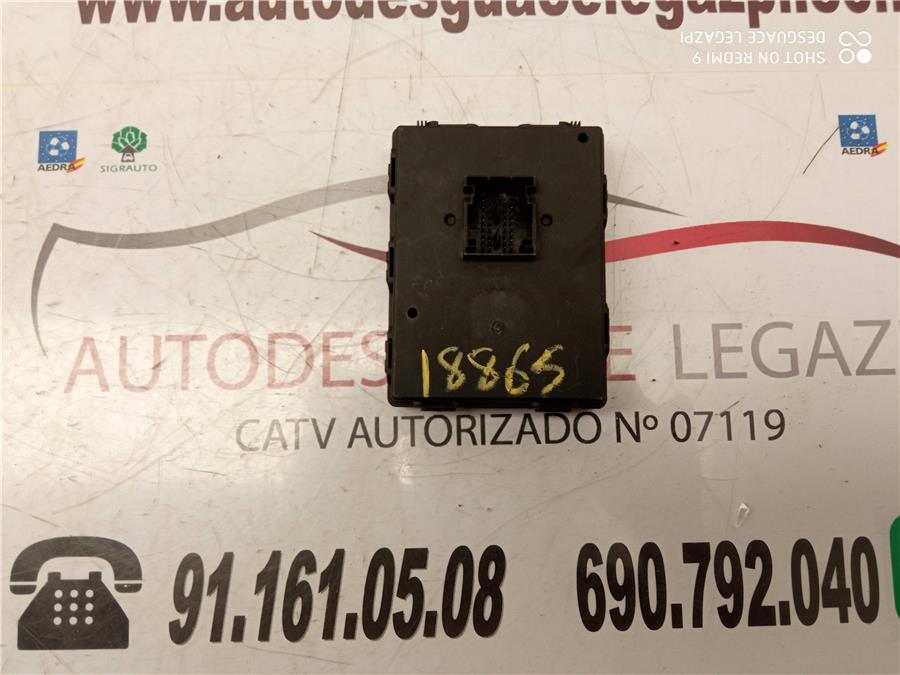 www.autodesguacelegazpi.com
SHOT ON REDMI 9
DESGUACE LEGAZPI
AEDRA
SIGRAUTO
AEDRA
AUTODES E LEGAZ
18865
CATV AUTORIZADO Nº 07119
91.161.05.08
690.792.040